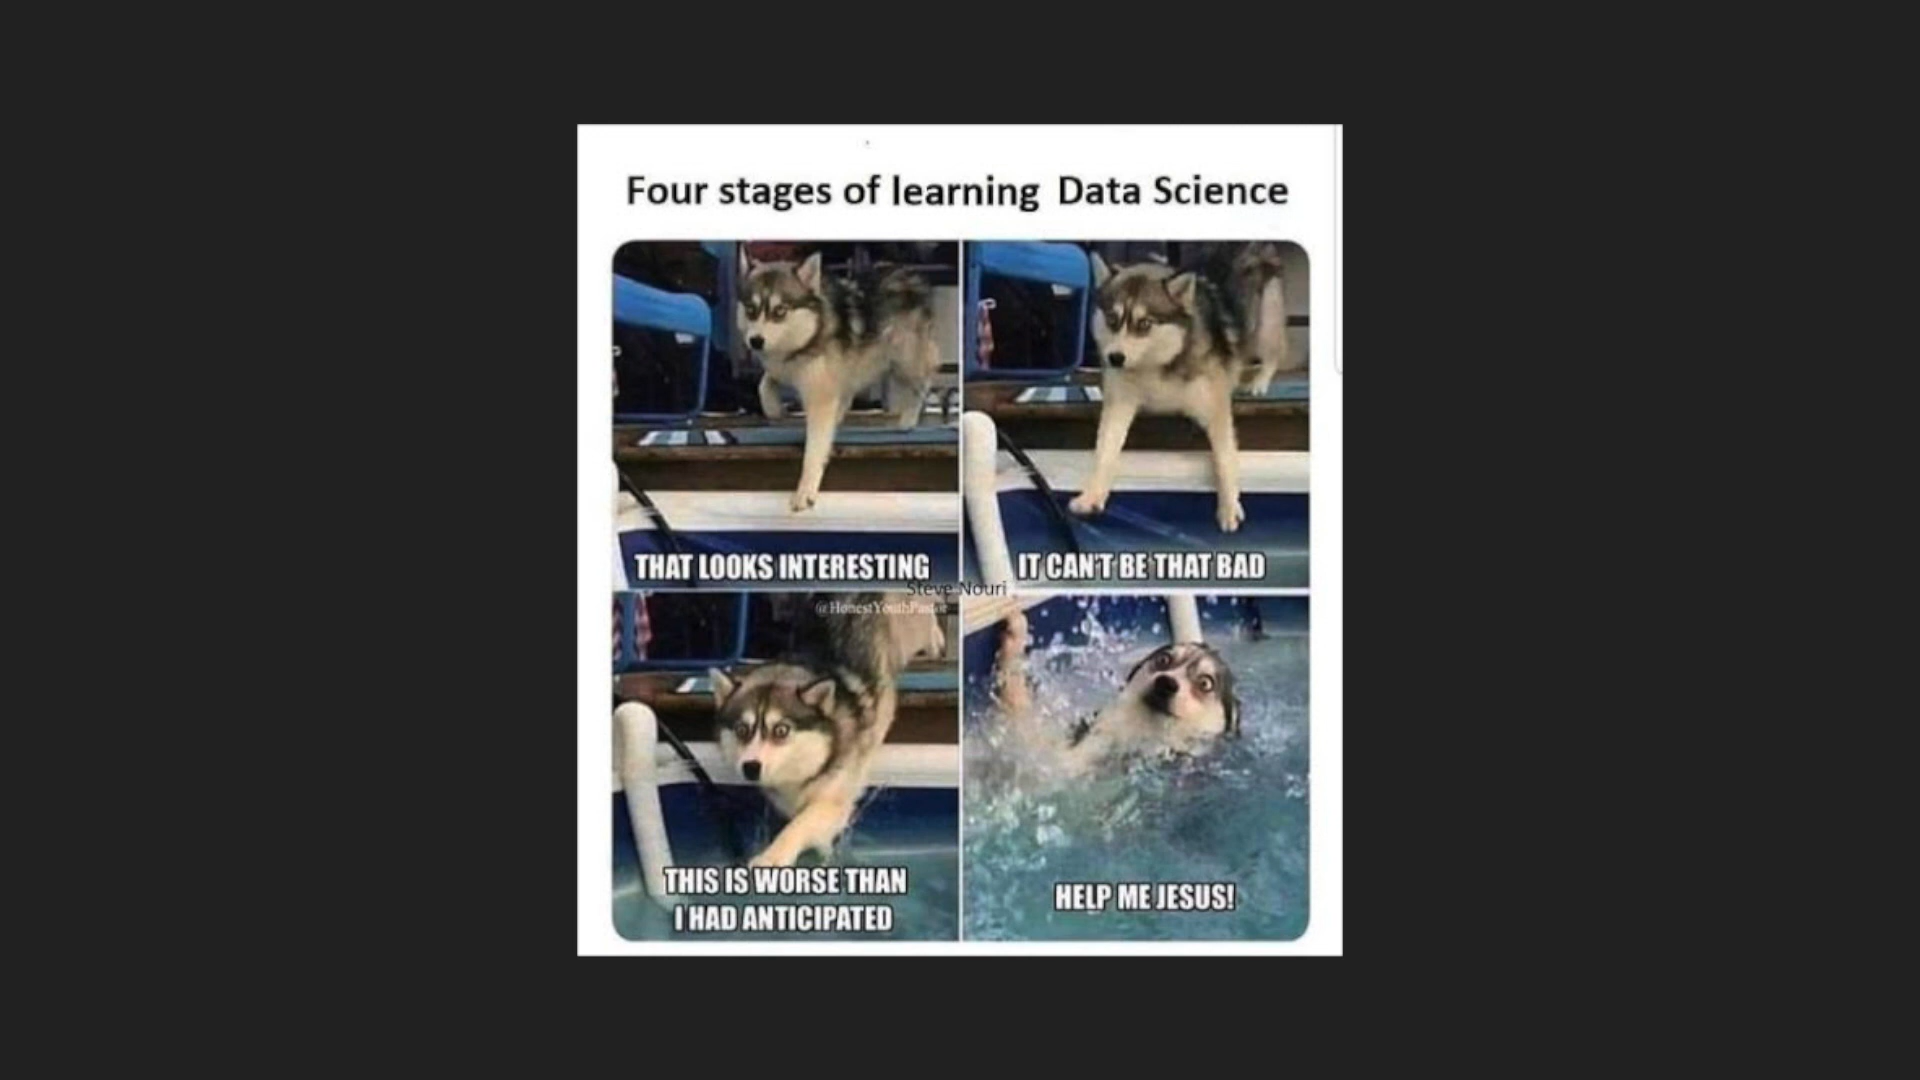 Four stages of learning Data Science
THAT LOOKS INTERESTING
IT CAN'T BE THAT BAD
Steve Nouri
@HonestYouthPastor
THIS IS WORSE THAN
I HAD ANTICIPATED
HELP ME JESUS!